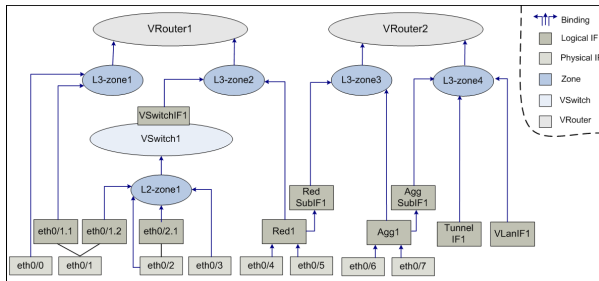 VRouter1
VRouter2
Binding
Logical IF
Physical IF
Zone
VSwitch
VRouter
L3-zone1
L3-zone2
L3-zone3
L3-zone4
VSwitchIF1
VSwitch1
L2-zone1
Red
SubIF1
Agg
SubIF1
eth0/1.1
eth0/1.2
eth0/2.1
Red1
Agg1
Tunnel
IF1
VLanIF1
eth0/0
eth0/1
eth0/2
eth0/3
eth0/4
eth0/5
eth0/6
eth0/7